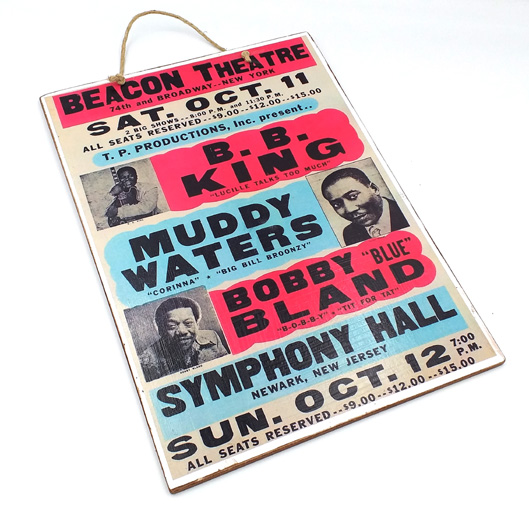 BEACON THEATRE
74th and BROADWAY--NEW YORK
SAT. OCT. 11
2 BIG SHOWS--8:00 P.M. and 11:30 P.M.
ALL SEATS RESERVED--$9.00--$12.00--$15.00
T. P. PRODUCTIONS, Inc. present..
B. B.
KING
"LUCILLE TALKS TOO MUCH"
MUDDY
WATERS
"CORINNA" * "BIG BILL BROONZY"
BOBBY "BLUE"
BLAND
"B-O-B-B-Y" * "TIT FOR TAT"
SYMPHONY HALL
NEWARK, NEW JERSEY
SUN. OCT. 12 7:00 P.M.
ALL SEATS RESERVED--$9.00--$12.00--$15.00